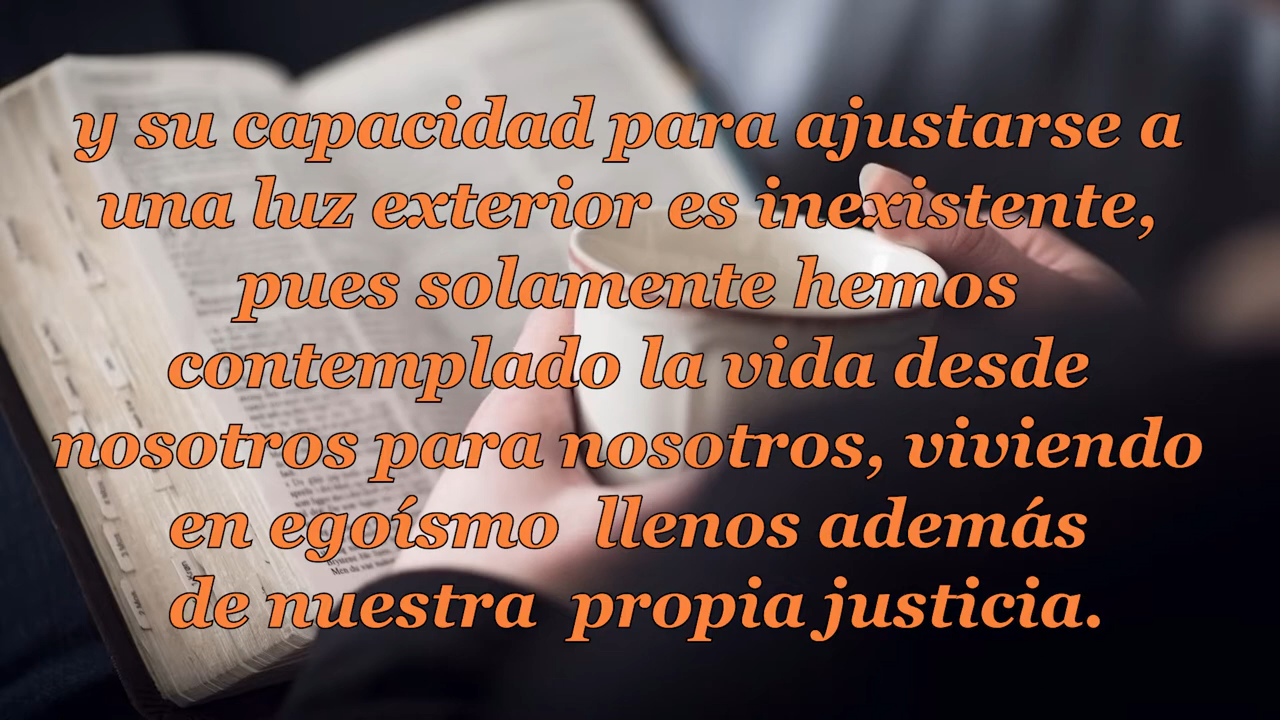 y su capacidad para ajustarse a
una luz exterior es inexistente,
pues solamente hemos
contemplado la vida desde
nosotros para nosotros, viviendo
en egoísmo  llenos además
de nuestra  propia justicia.